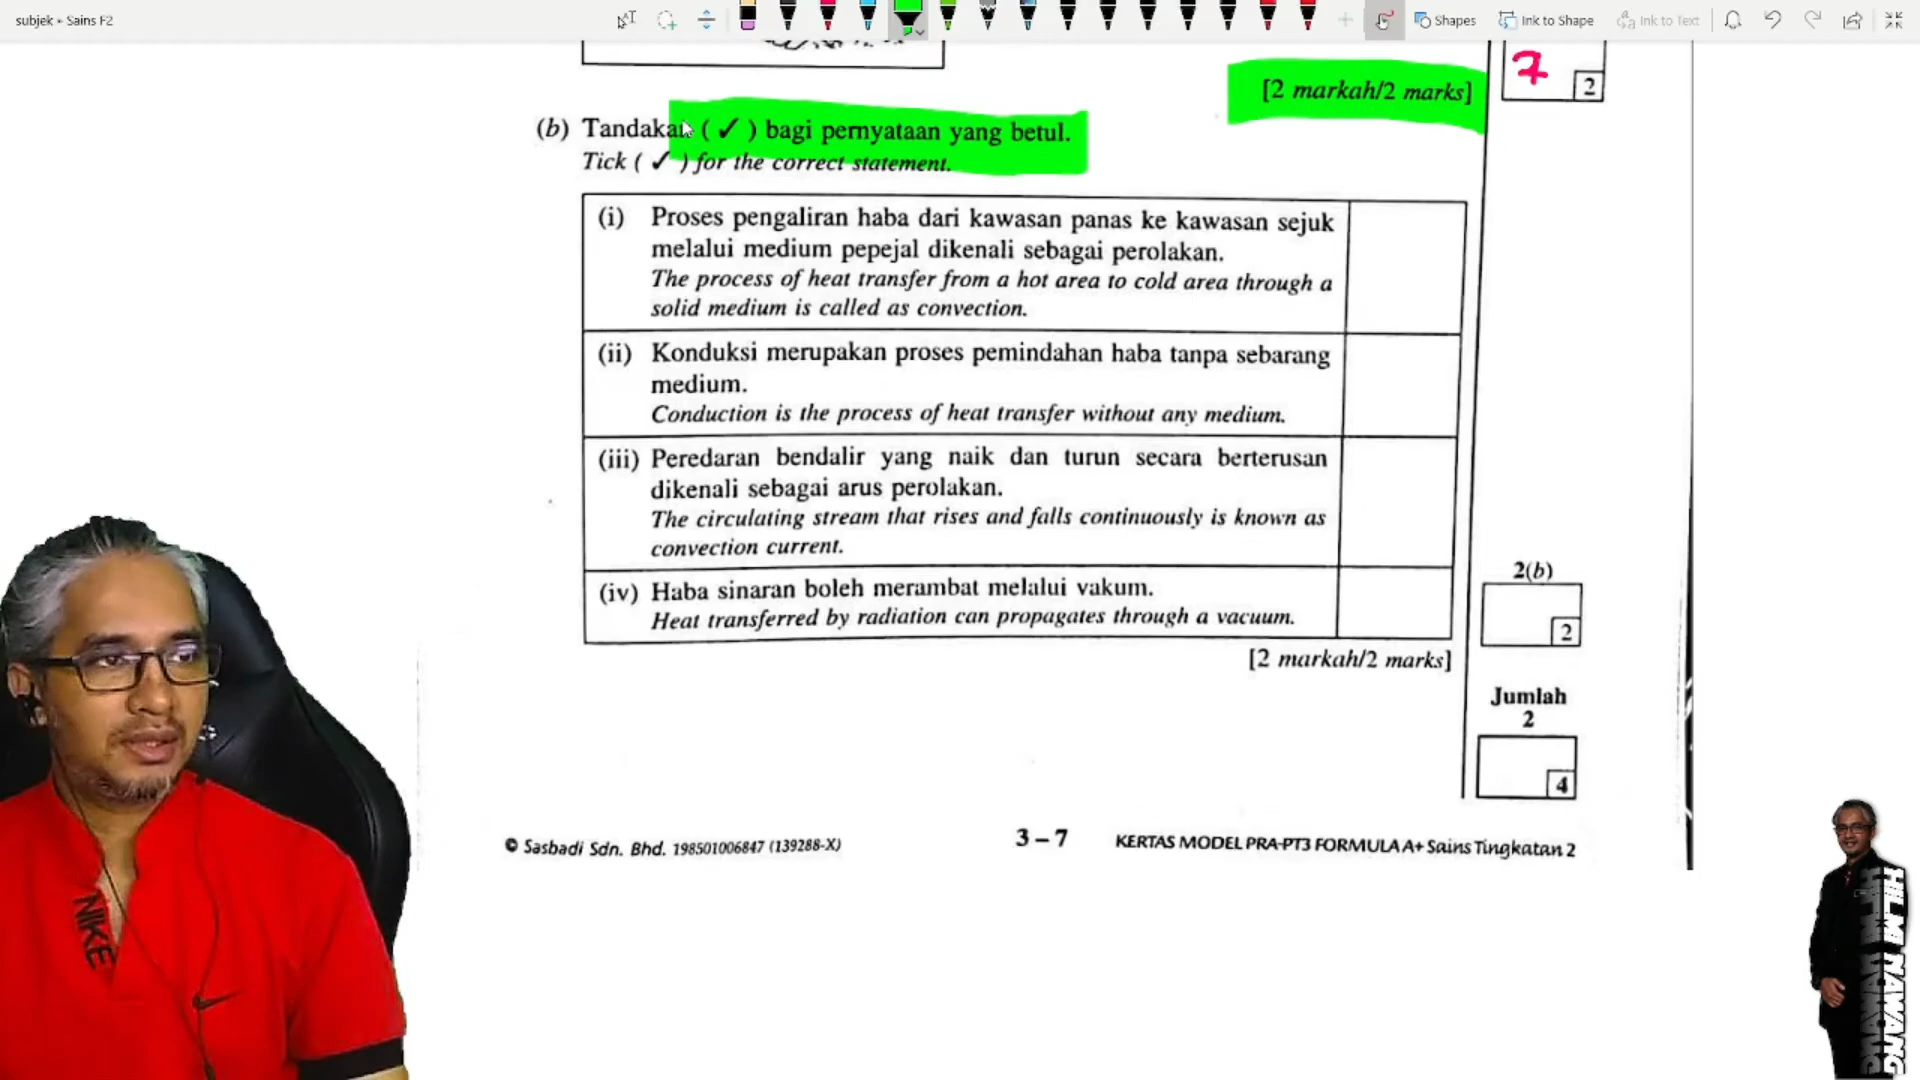 subjek - Sains F2
Shapes
Ink to Shape
Ink to Text
7
2
[2 markah/2 marks]
(b) Tandakan ( ✓ ) bagi pernyataan yang betul.
Tick ( ✓ ) for the correct statement.
(i) Proses pengaliran haba dari kawasan panas ke kawasan sejuk
melalui medium pepejal dikenali sebagai perolakan.
The process of heat transfer from a hot area to cold area through a
solid medium is called as convection.
(ii) Konduksi merupakan proses pemindahan haba tanpa sebarang
medium.
Conduction is the process of heat transfer without any medium.
(iii) Peredaran bendalir yang naik dan turun secara berterusan
dikenali sebagai arus perolakan.
The circulating stream that rises and falls continuously is known as
convection current.
(iv) Haba sinaran boleh merambat melalui vakum.
Heat transferred by radiation can propagates through a vacuum.
[2 markah/2 marks]
2(b)
2
Jumlah
2
4
© Sasbadi Sdn. Bhd. 198501006847 (139288-X)
3 – 7
KERTAS MODEL PRA-PT3 FORMULA A+ Sains Tingkatan 2
NIKE
HILMI NAWANG